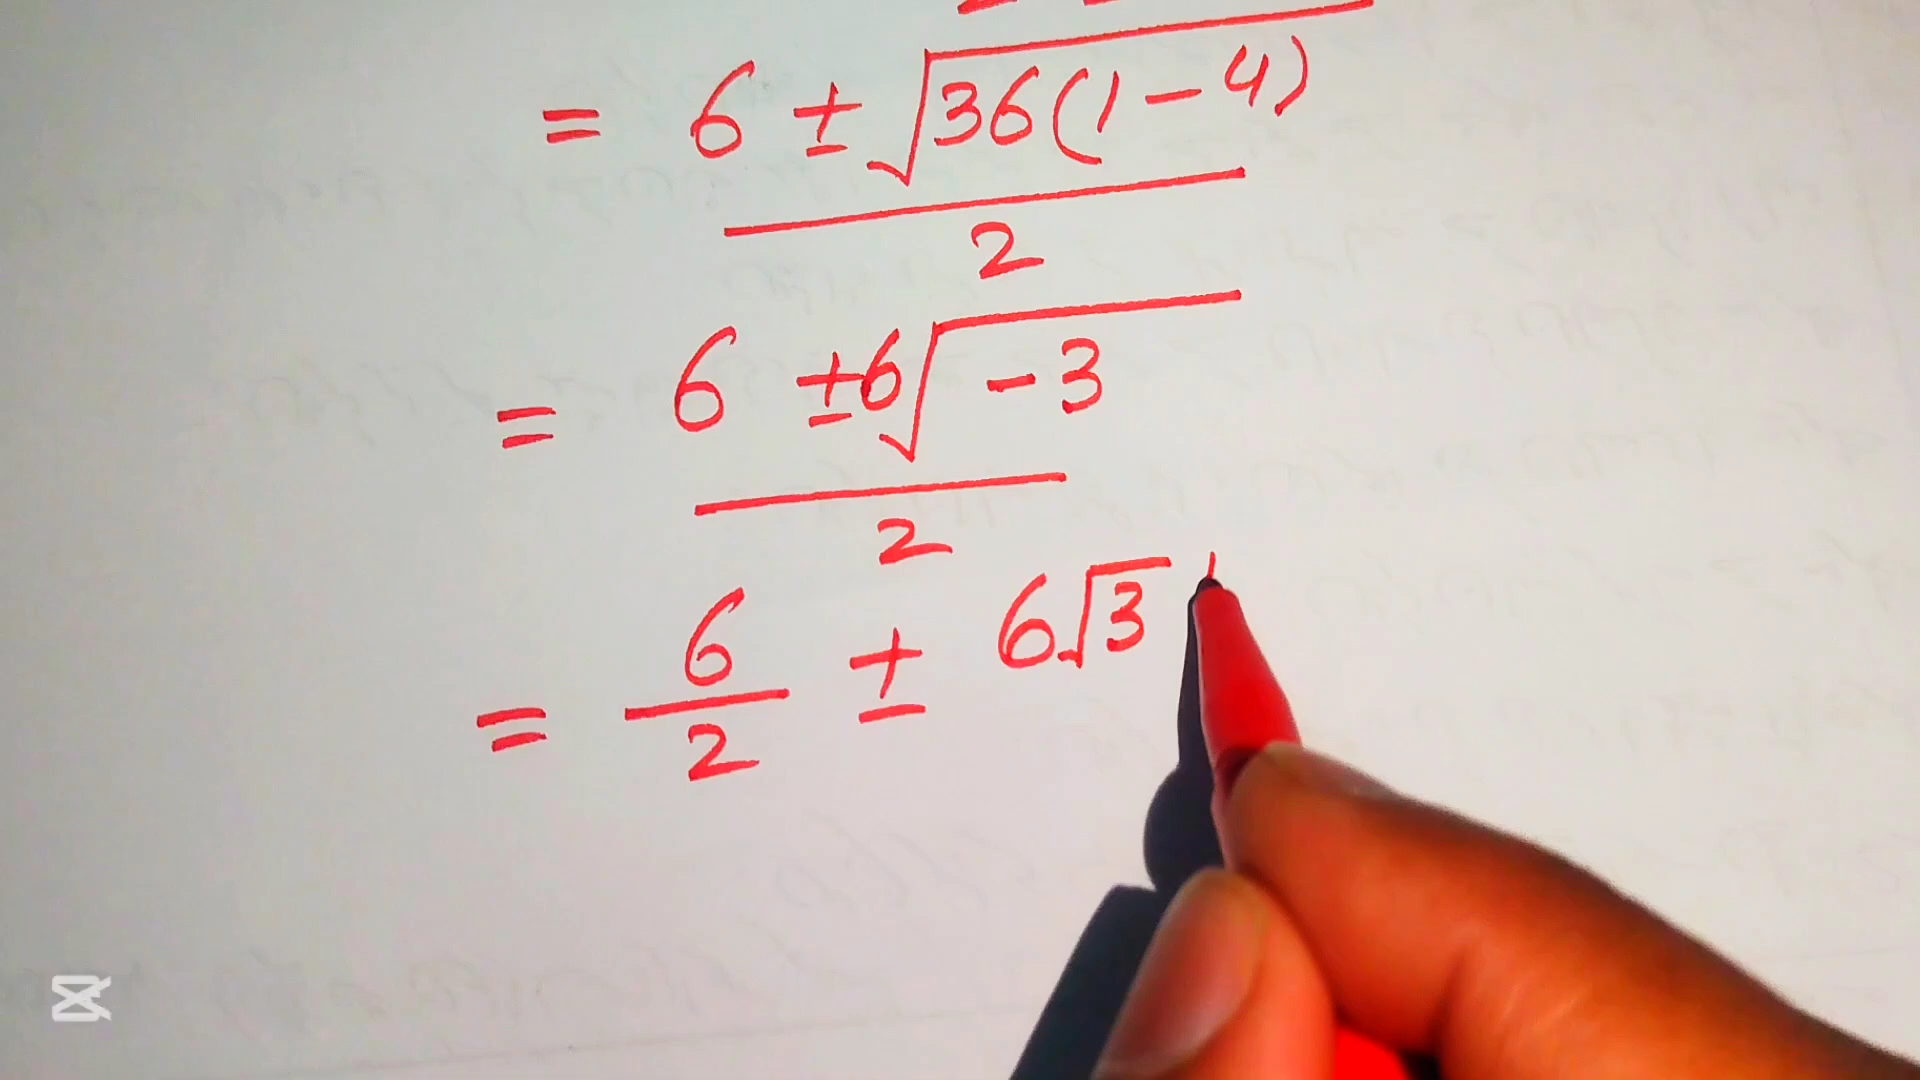 = 6 ± √36(1-4)
2
= 6 ±6√-3
2
= 6 ± 6√3
2